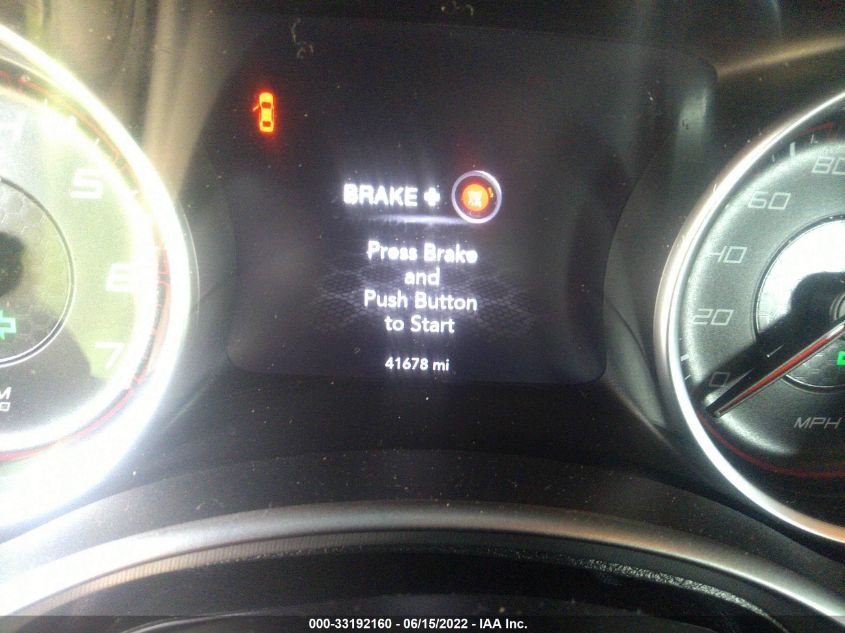 BRAKE +
Press Brake
and
Push Button
to Start
41678 mi
5
6
7
80
60
40
20
0
MPH
000-33192160 - 06/15/2022 - IAA Inc.